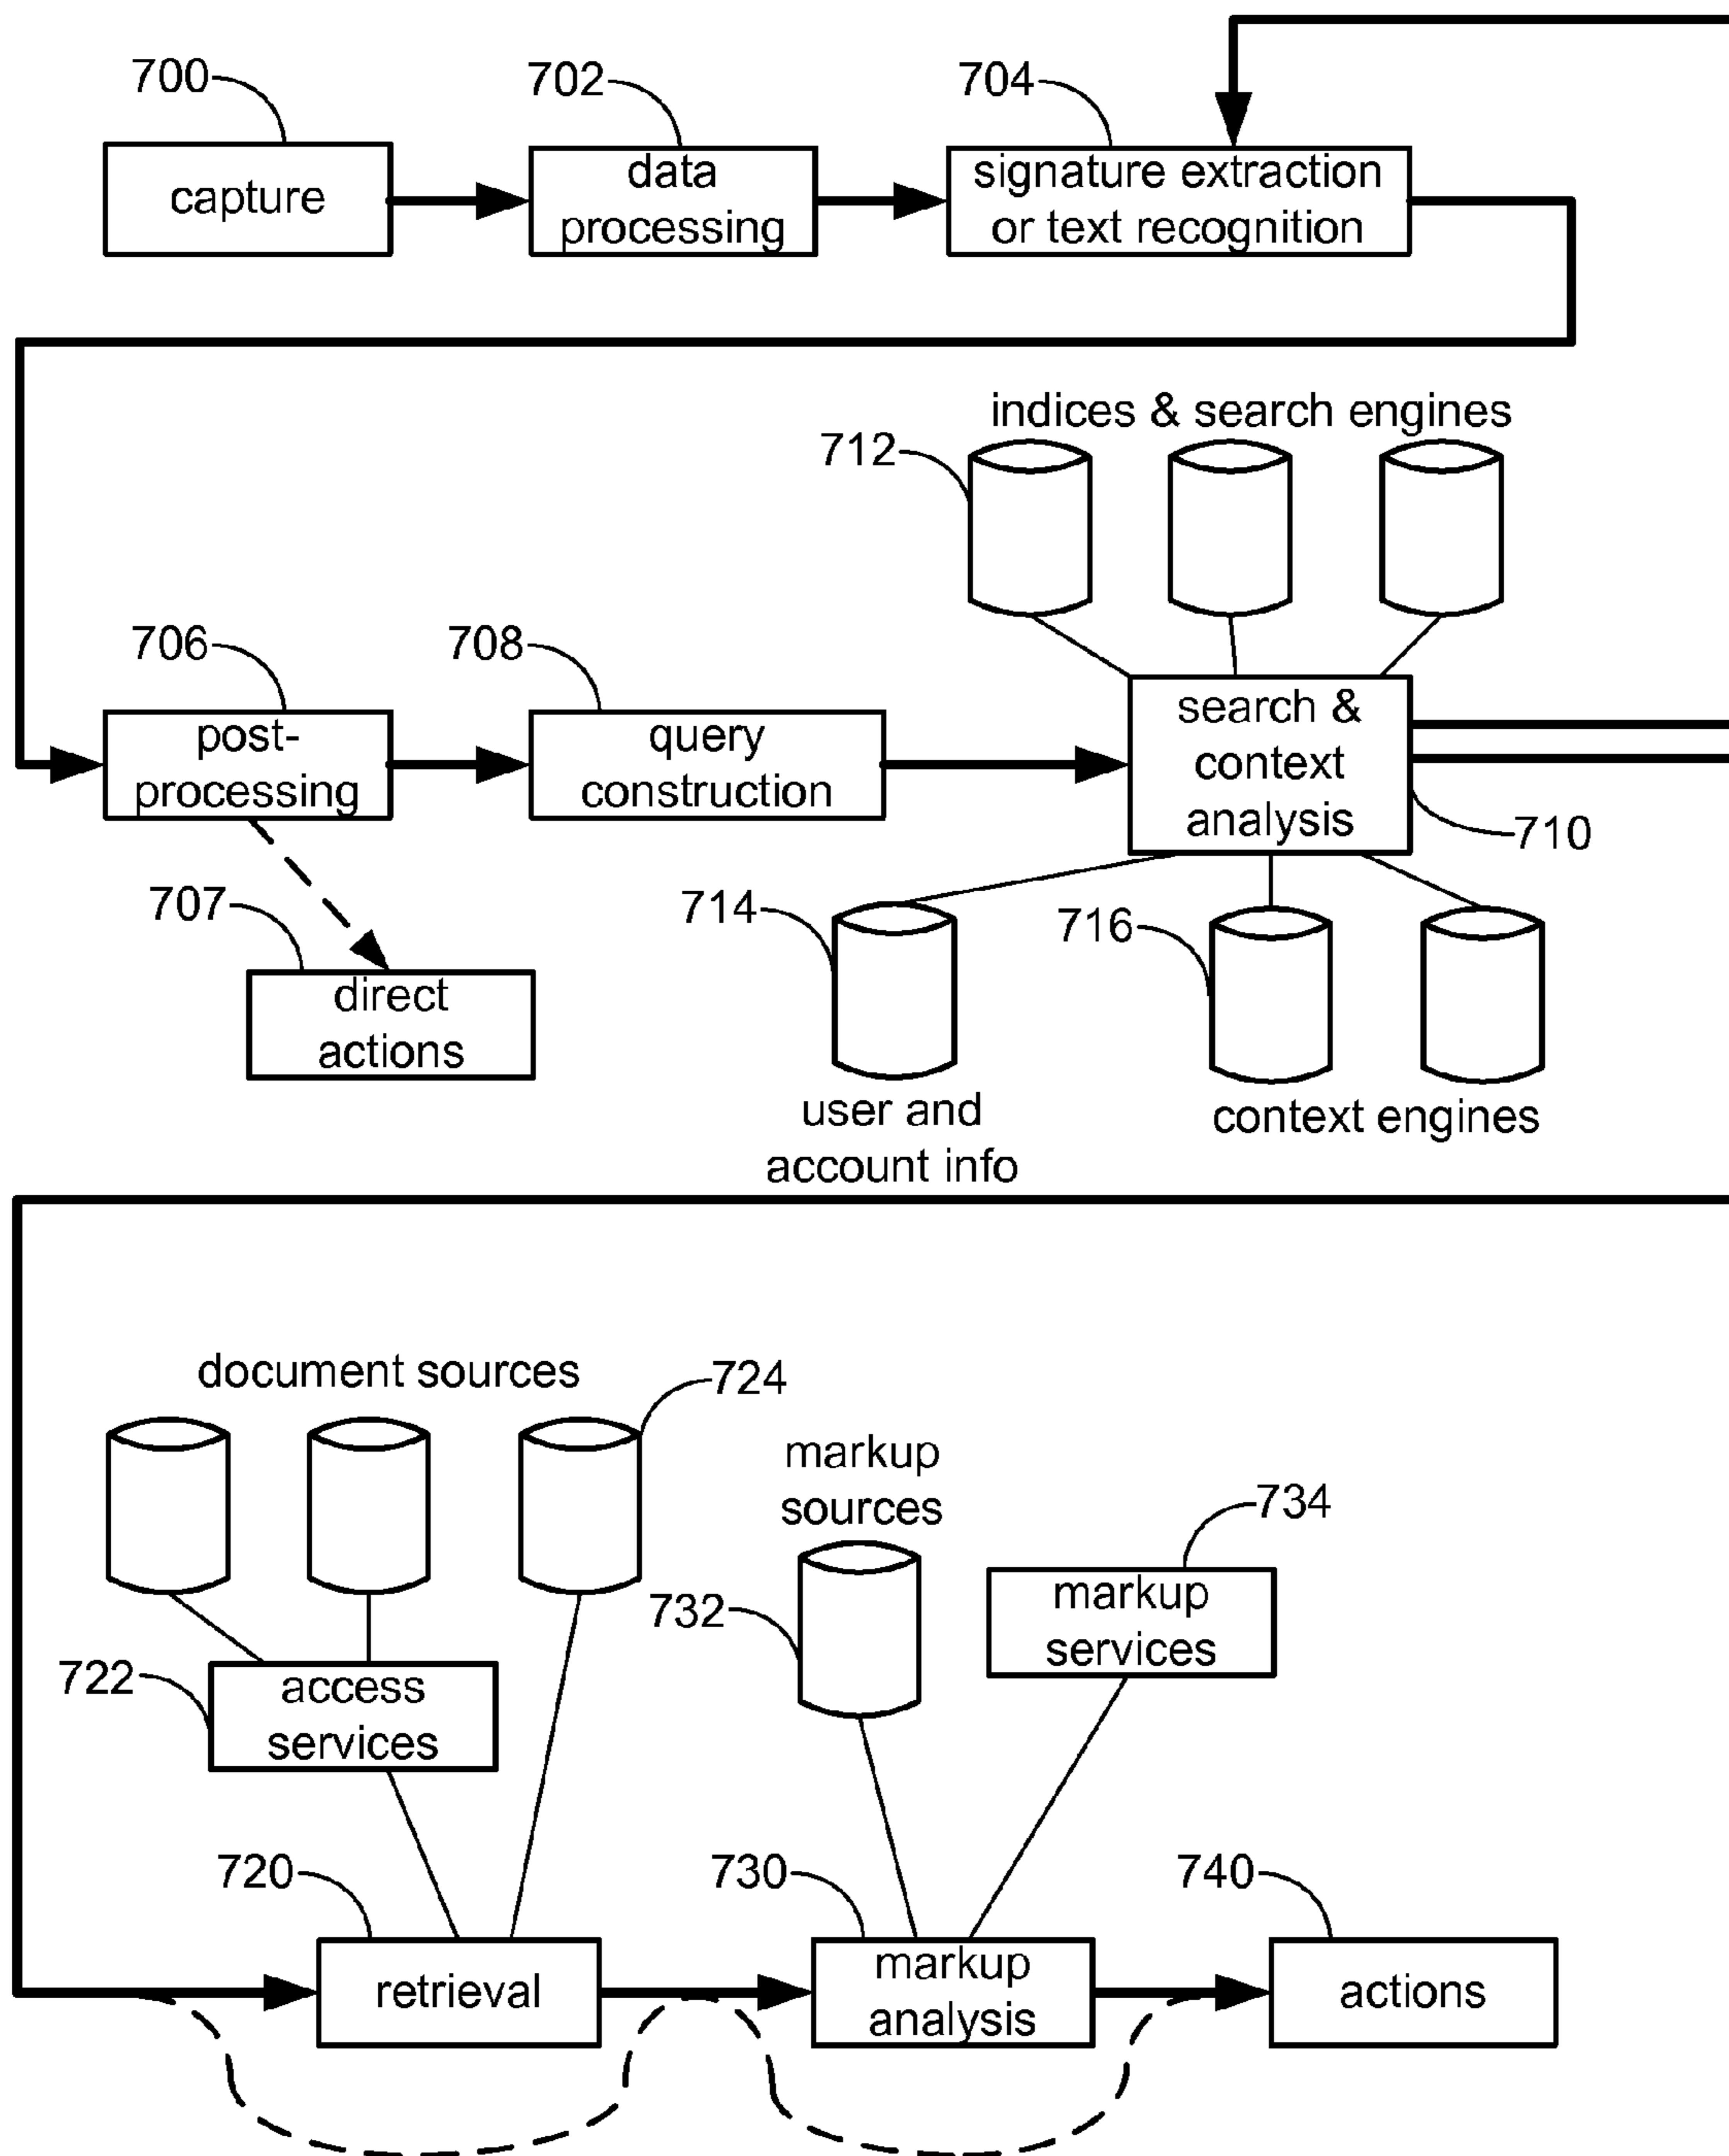 700
702
704
capture
data
processing
signature extraction
or text recognition
indices & search engines
712
706
708
post-
processing
query
construction
search &
context
analysis
710
707
direct
actions
714
716
user and
account info
context engines
document sources
724
markup
sources
734
732
markup
services
722
access
services
720
730
740
retrieval
markup
analysis
actions